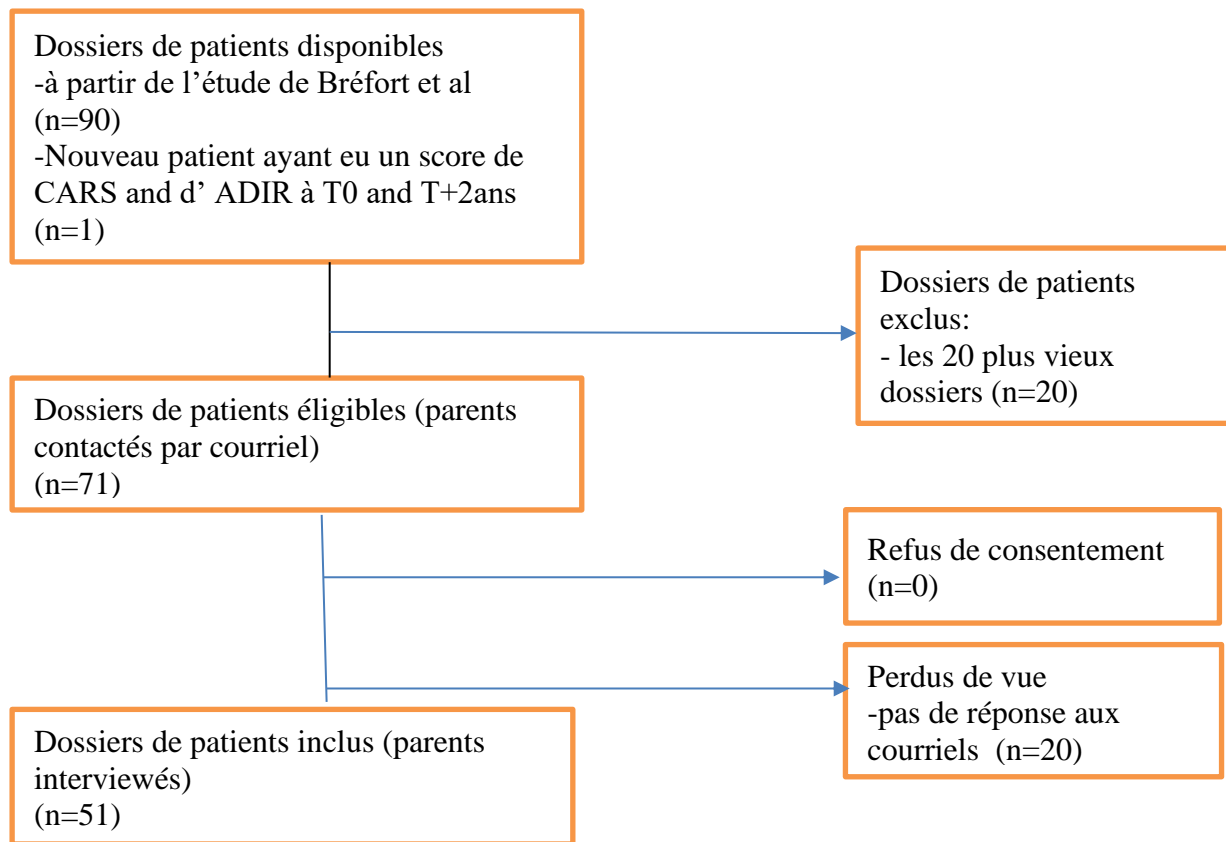 Dossiers de patients disponibles
-à partir de l’étude de Bréfort et al
(n=90)
-Nouveau patient ayant eu un score de
CARS and d’ ADIR à T0 and T+2ans
(n=1)
Dossiers de patients
exclus:
- les 20 plus vieux
dossiers (n=20)
Dossiers de patients éligibles (parents
contactés par courriel)
(n=71)
Refus de consentement
(n=0)
Perdus de vue
-pas de réponse aux
courriels  (n=20)
Dossiers de patients inclus (parents
interviewés)
(n=51)